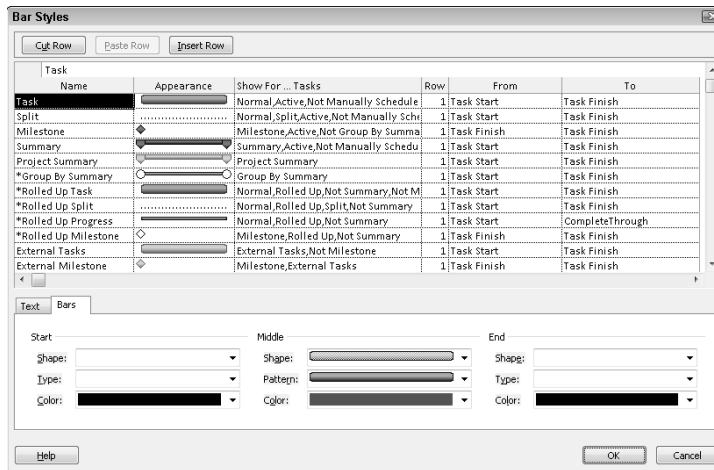 Bar Styles
Cut Row Paste Row Insert Row
Task
Name Appearance Show For ... Tasks Row From To
Task Normal,Active,Not Manually Schedule 1 Task Start Task Finish
Split Normal,Split,Active,Not Manually Sche 1 Task Start Task Finish
Milestone Milestone,Active,Not Group By Summa 1 Task Finish Task Finish
Summary Summary,Active,Not Manually Schedu 1 Task Start Task Finish
Project Summary Project Summary 1 Task Start Task Finish
*Group By Summary Group By Summary 1 Task Start Task Finish
*Rolled Up Task Normal,Rolled Up,Not Summary,Not M 1 Task Start Task Finish
*Rolled Up Split Normal,Rolled Up,Split,Not Summary 1 Task Start Task Finish
*Rolled Up Progress Normal,Rolled Up,Not Summary 1 Task Start CompleteThrough
*Rolled Up Milestone Milestone,Rolled Up,Not Summary 1 Task Finish Task Finish
External Tasks External Tasks,Not Milestone 1 Task Start Task Finish
External Milestone Milestone,External Tasks 1 Task Finish Task Finish
Text Bars
Start Middle End
Shape: Shape: Shape:
Type: Pattern: Type:
Color: Color: Color:
Help OK Cancel